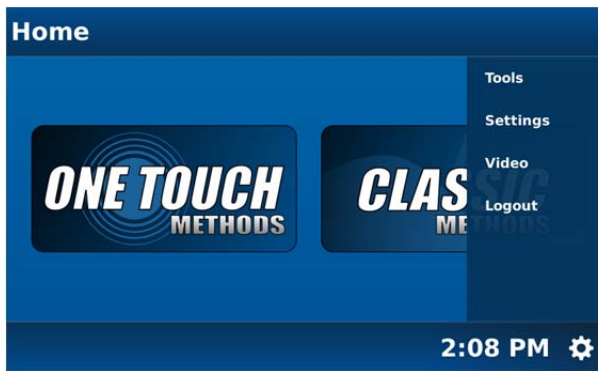 Home
ONE TOUCH
METHODS
CLASSIC
METHODS
Tools
Settings
Video
Logout
2:08 PM